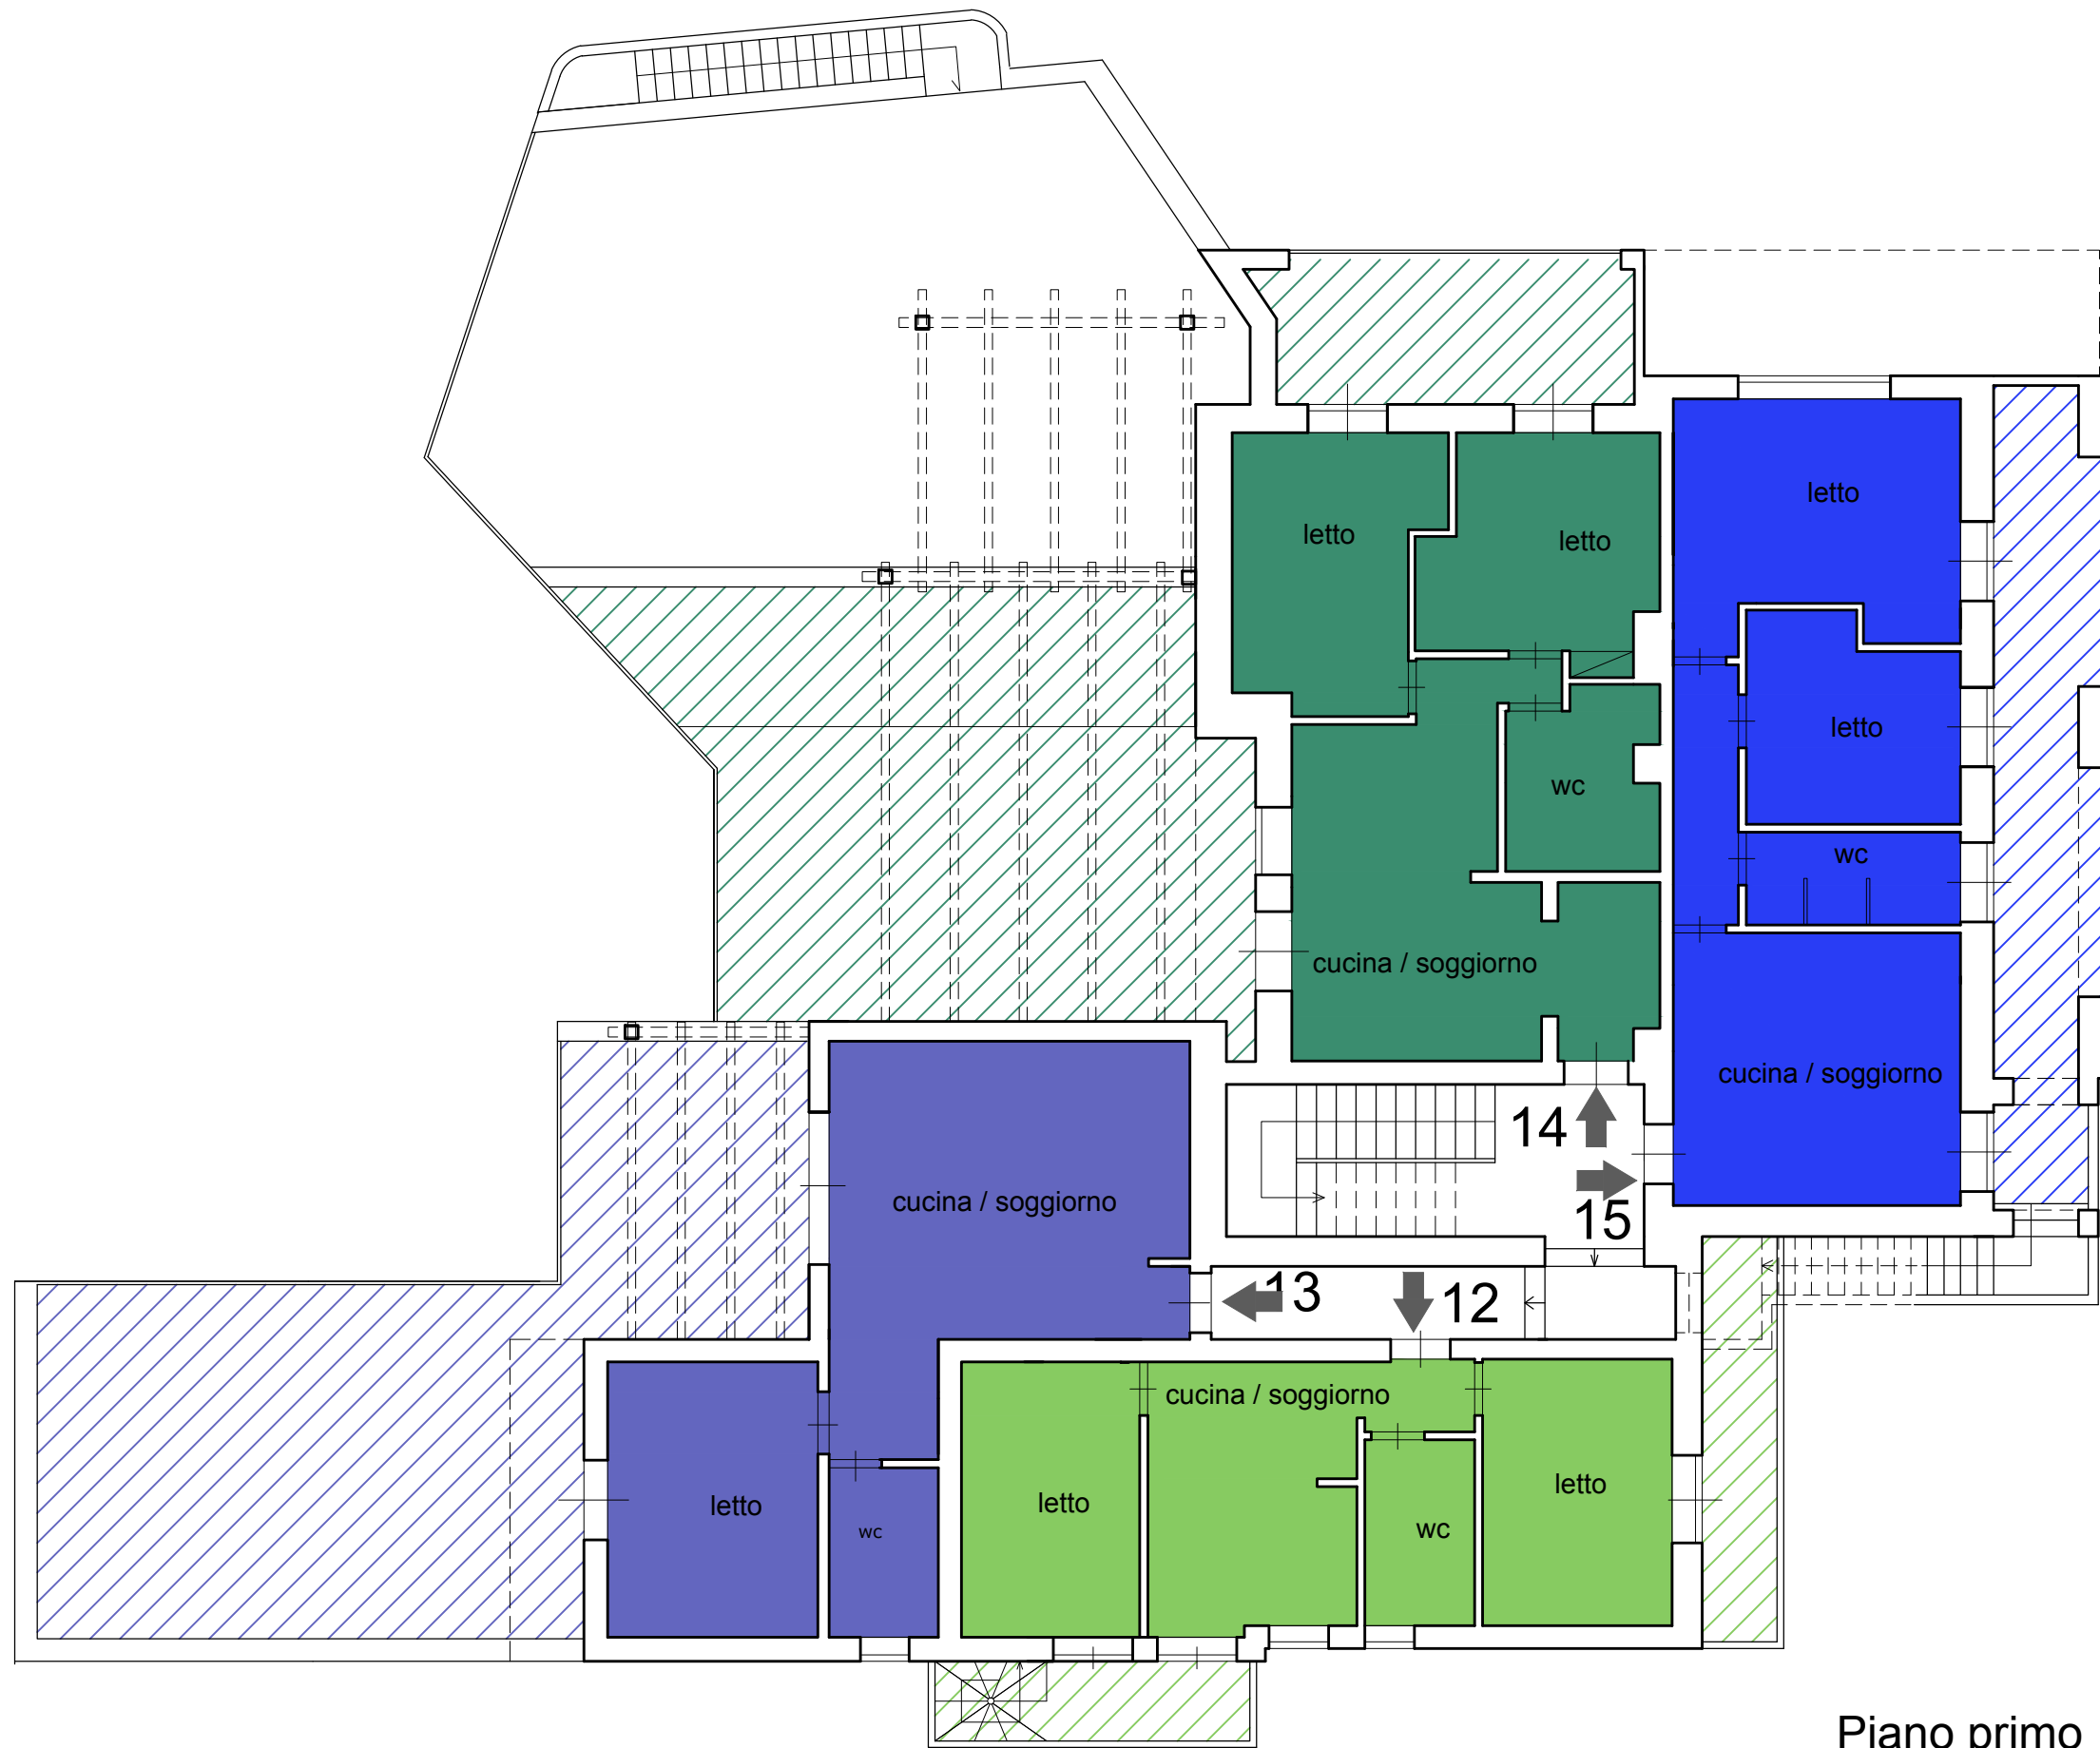 letto
letto
letto
letto
wc
wc
cucina / soggiorno
cucina / soggiorno
14
cucina / soggiorno
15
13
12
cucina / soggiorno
letto
letto
letto
wc
wc
Piano primo